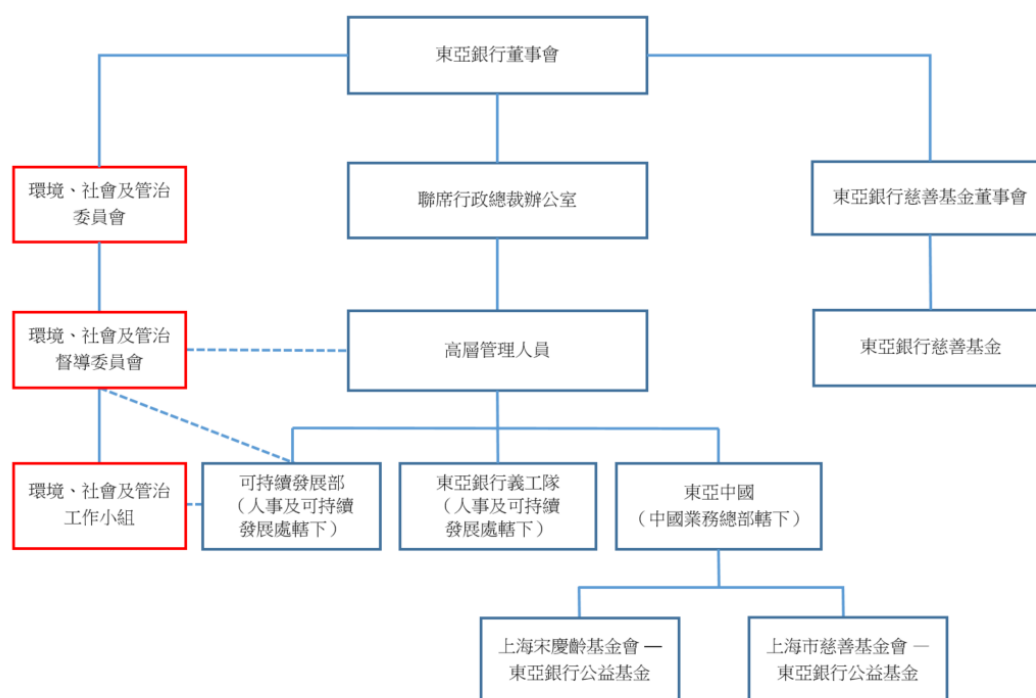 東亞銀行董事會
環境、社會及管治
委員會
聯席行政總裁辦公室
東亞銀行慈善基金董事會
環境、社會及管治
督導委員會
高層管理人員
東亞銀行慈善基金
環境、社會及管治
工作小組
可持續發展部
（人事及可持續
發展處轄下）
東亞銀行義工隊
（人事及可持續
發展處轄下）
東亞中國
（中國業務總部轄下）
上海宋慶齡基金會 —
東亞銀行公益基金
上海市慈善基金會 —
東亞銀行公益基金